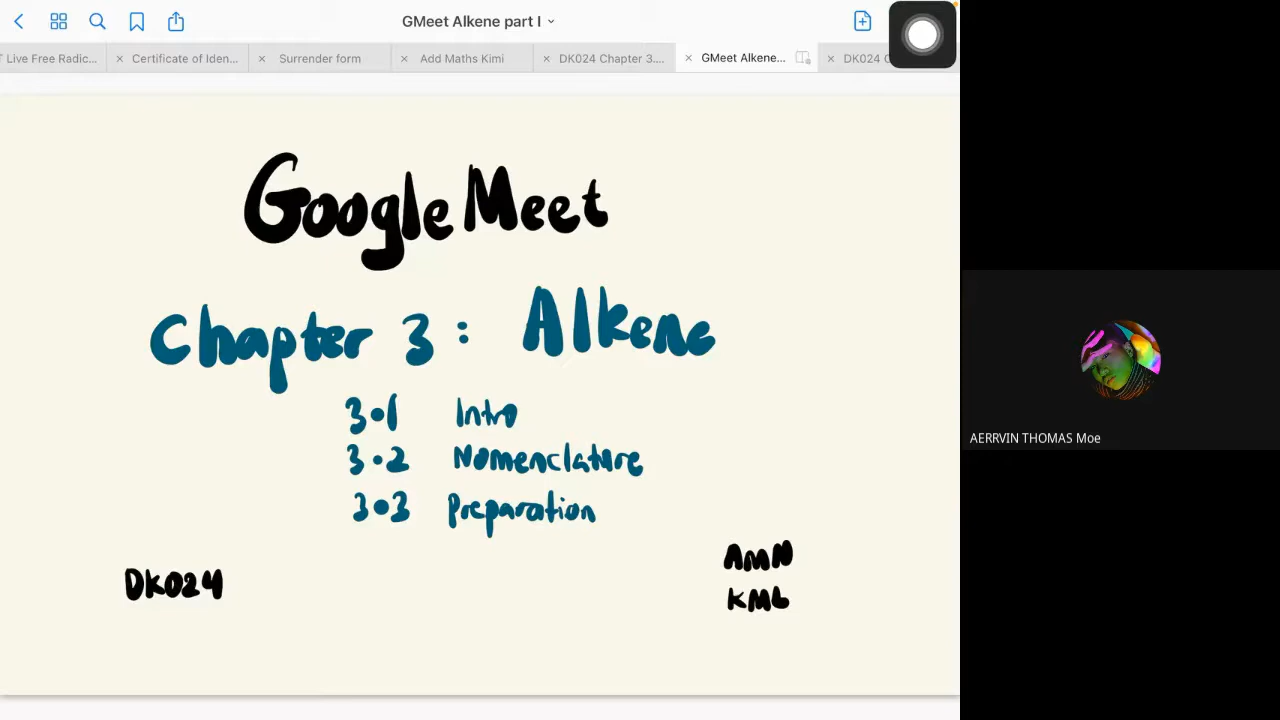 GMeet Alkene part I
T Live Free Radic...
Certificate of Iden...
Surrender form
Add Maths Kimi
DK024 Chapter 3....
GMeet Alkene...
DK024
Google Meet
Chapter 3 : Alkene
3.1 Intro
3.2 Nomenclature
3.3 Preparation
DK024
AMN
KML
AERRVIN THOMAS Moe